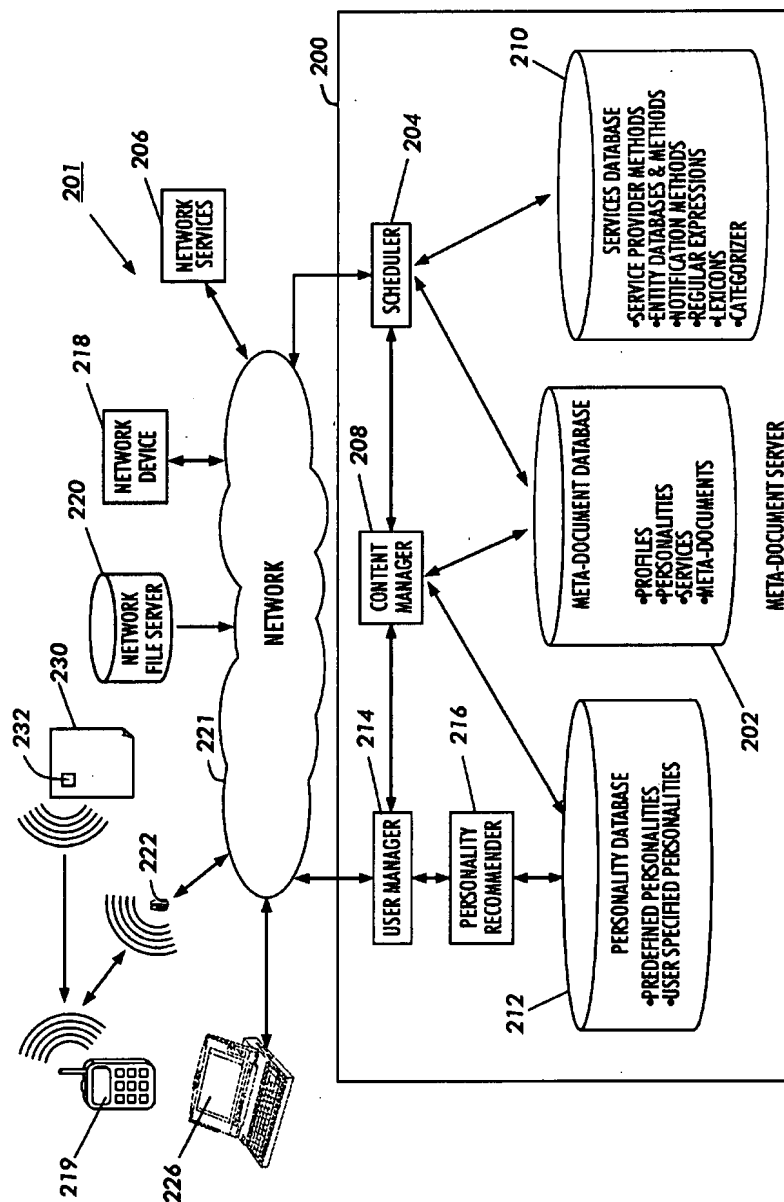 201
206
NETWORK
SERVICES
218
NETWORK
DEVICE
220
NETWORK
FILE SERVER
230
232
222
219
226
221
NETWORK
200
204
SCHEDULER
208
CONTENT
MANAGER
214
USER MANAGER
216
PERSONALITY
RECOMMENDER
210
SERVICES DATABASE
•SERVICE PROVIDER METHODS
•ENTITY DATABASES & METHODS
•NOTIFICATION METHODS
•REGULAR EXPRESSIONS
•LEXICONS
•CATEGORIZER
META-DOCUMENT DATABASE
•PROFILES
•PERSONALITIES
•SERVICES
•META-DOCUMENTS
202
212
PERSONALITY DATABASE
•PREDEFINED PERSONALITIES
•USER SPECIFIED PERSONALITIES
META-DOCUMENT SERVER